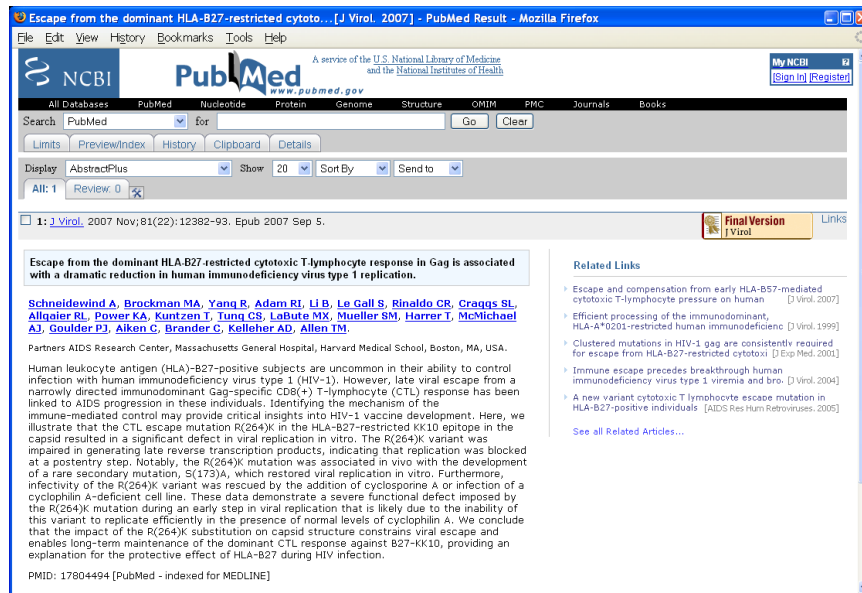 Escape from the dominant HLA-B27-restricted cytoto...[J Virol. 2007] - PubMed Result - Mozilla Firefox
File Edit View History Bookmarks Tools Help
NCBI
PubMed
www.pubmed.gov
A service of the U.S. National Library of Medicine
and the National Institutes of Health
My NCBI
[Sign In] [Register]
All Databases PubMed Nucleotide Protein Genome Structure OMIM PMC Journals Books
Search PubMed for Go Clear
Limits Preview/Index History Clipboard Details
Display AbstractPlus Show 20 Sort By Send to
All: 1 Review: 0
1: J Virol. 2007 Nov;81(22):12382-93. Epub 2007 Sep 5.
Final Version
J Virol
Links
Escape from the dominant HLA-B27-restricted cytotoxic T-lymphocyte response in Gag is associated
with a dramatic reduction in human immunodeficiency virus type 1 replication.
Schneidewind A, Brockman MA, Yang R, Adam RI, Li B, Le Gall S, Rinaldo CR, Craggs SL,
Allgaier RL, Power KA, Kuntzen T, Tung CS, LaBute MX, Mueller SM, Harrer T, McMichael
AJ, Goulder PJ, Aiken C, Brander C, Kelleher AD, Allen TM.
Partners AIDS Research Center, Massachusetts General Hospital, Harvard Medical School, Boston, MA, USA.
Human leukocyte antigen (HLA)-B27-positive subjects are uncommon in their ability to control
infection with human immunodeficiency virus type 1 (HIV-1). However, late viral escape from a
narrowly directed immunodominant Gag-specific CD8(+) T-lymphocyte (CTL) response has been
linked to AIDS progression in these individuals. Identifying the mechanism of the
immune-mediated control may provide critical insights into HIV-1 vaccine development. Here, we
illustrate that the CTL escape mutation R(264)K in the HLA-B27-restricted KK10 epitope in the
capsid resulted in a significant defect in viral replication in vitro. The R(264)K variant was
impaired in generating late reverse transcription products, indicating that replication was blocked
at a postentry step. Notably, the R(264)K mutation was associated in vivo with the development
of a rare secondary mutation, S(173)A, which restored viral replication in vitro. Furthermore,
infectivity of the R(264)K variant was rescued by the addition of cyclosporine A or infection of a
cyclophilin A-deficient cell line. These data demonstrate a severe functional defect imposed by
the R(264)K mutation during an early step in viral replication that is likely due to the inability of
this variant to replicate efficiently in the presence of normal levels of cyclophilin A. We conclude
that the impact of the R(264)K substitution on capsid structure constrains viral escape and
enables long-term maintenance of the dominant CTL response against B27-KK10, providing an
explanation for the protective effect of HLA-B27 during HIV infection.
PMID: 17804494 [PubMed - indexed for MEDLINE]
Related Links
Escape and compensation from early HLA-B57-mediated
cytotoxic T-lymphocyte pressure on human [J Virol. 2007]
Efficient processing of the immunodominant,
HLA-A*0201-restricted human immunodeficienc [J Virol. 1999]
Clustered mutations in HIV-1 gag are consistently required
for escape from HLA-B27-restricted cytotoxi [J Exp Med. 2001]
Immune escape precedes breakthrough human
immunodeficiency virus type 1 viremia and bro. [J Virol. 2004]
A new variant cytotoxic T lymphocyte escape mutation in
HLA-B27-positive individuals [AIDS Res Hum Retroviruses. 2005]
See all Related Articles...